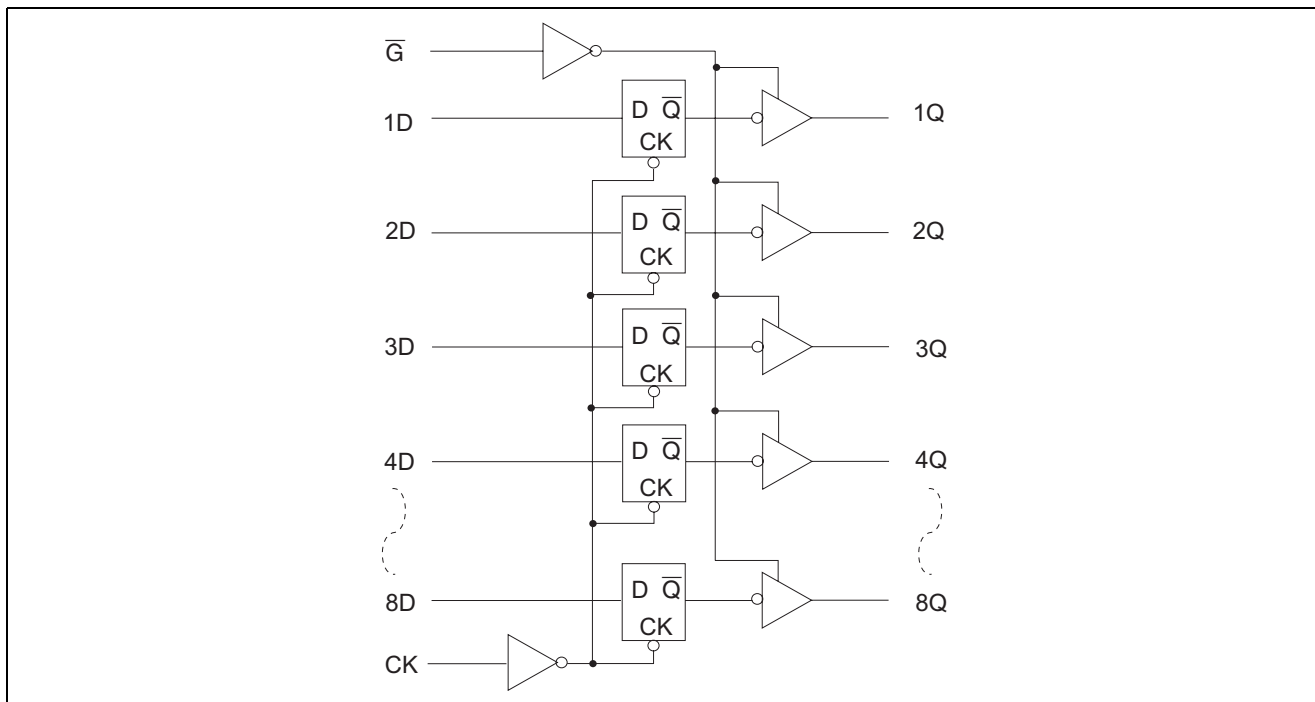 G̅
1D D Q̅ 1Q
CK
2D D Q̅ 2Q
CK
3D D Q̅ 3Q
CK
4D D Q̅ 4Q
CK
8D D Q̅ 8Q
CK
CK